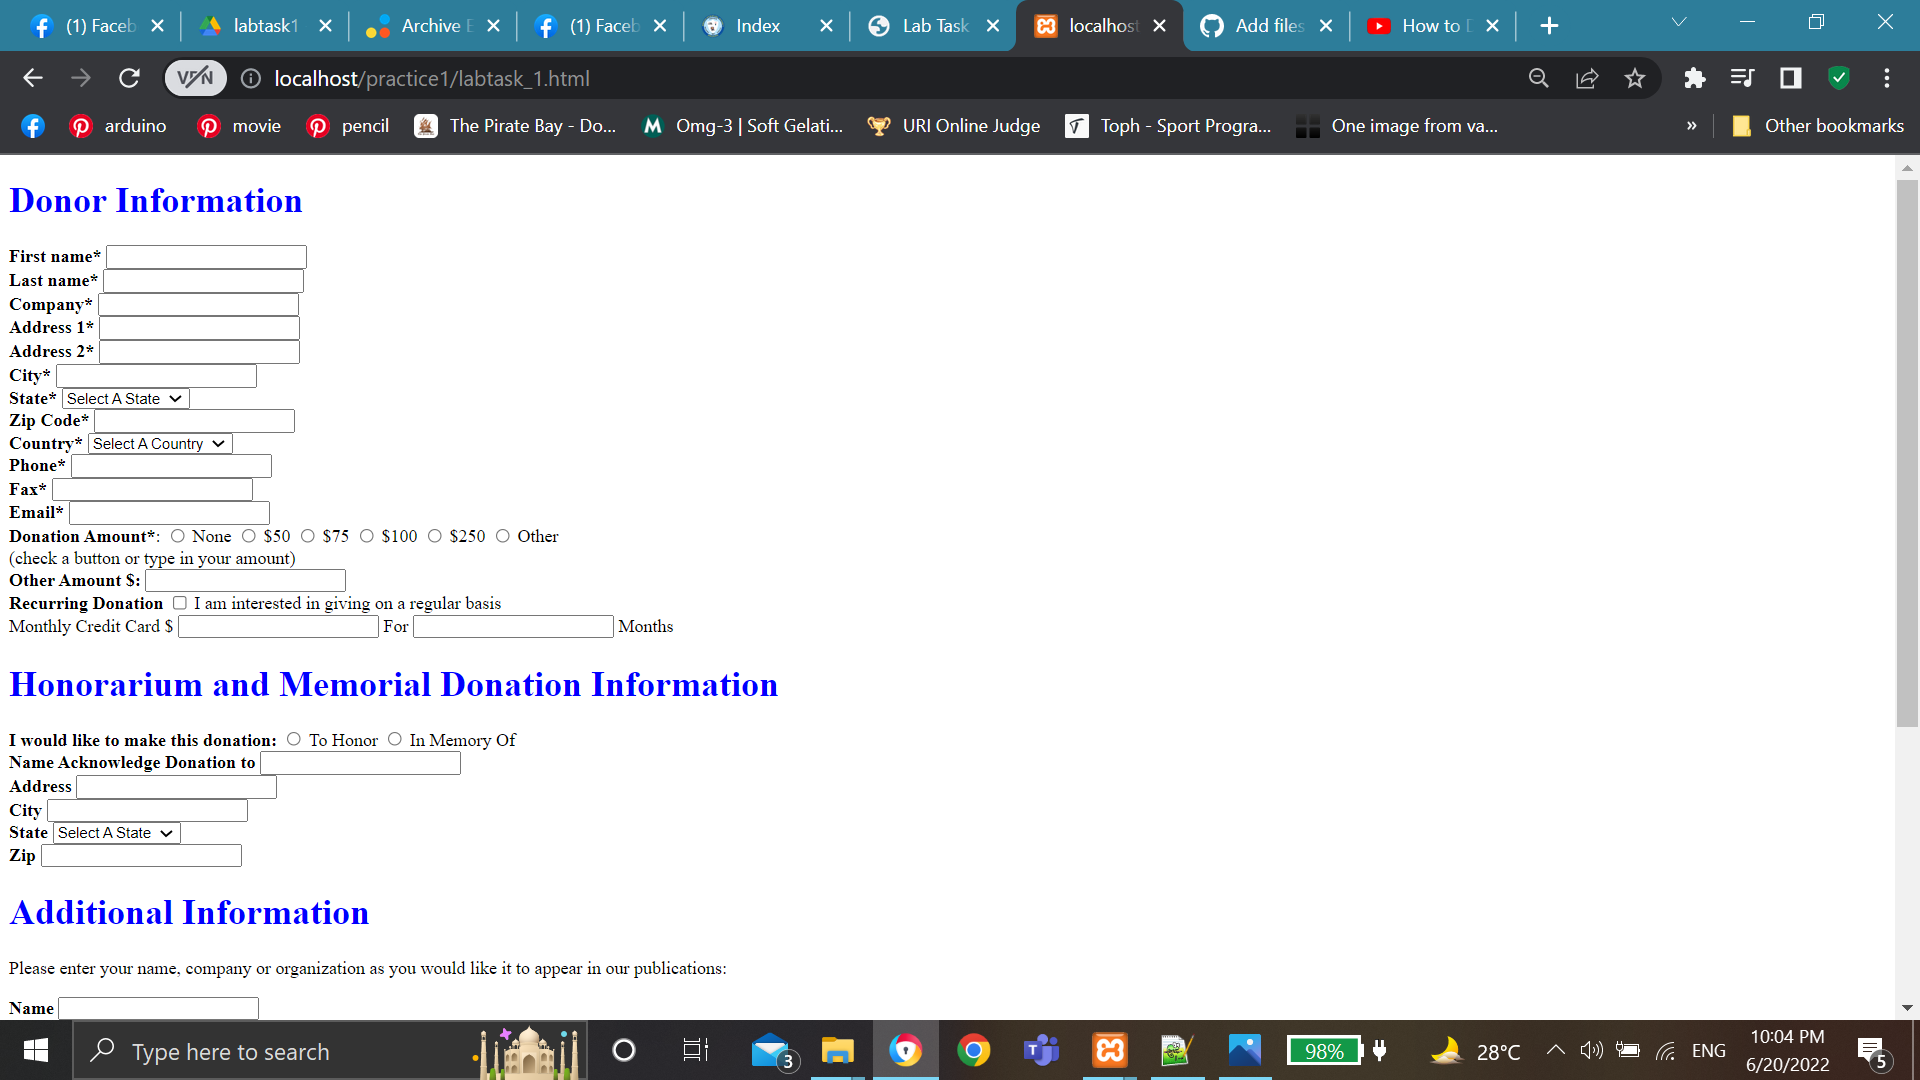 (1) Faceb
labtask1
Archive E
(1) Faceb
Index
Lab Task
localhost
Add files
How to D
VPN
localhost/practice1/labtask_1.html
arduino
movie
pencil
The Pirate Bay - Do...
Omg-3 | Soft Gelati...
URI Online Judge
Toph - Sport Progra...
One image from va...
»
Other bookmarks
Donor Information
First name*
Last name*
Company*
Address 1*
Address 2*
City*
State* Select A State
Zip Code*
Country* Select A Country
Phone*
Fax*
Email*
Donation Amount*: None $50 $75 $100 $250 Other
(check a button or type in your amount)
Other Amount $:
Recurring Donation I am interested in giving on a regular basis
Monthly Credit Card $ For Months
Honorarium and Memorial Donation Information
I would like to make this donation: To Honor In Memory Of
Name Acknowledge Donation to
Address
City
State Select A State
Zip
Additional Information
Please enter your name, company or organization as you would like it to appear in our publications:
Name
Type here to search
3
98%
28°C
ENG
10:04 PM
6/20/2022
5